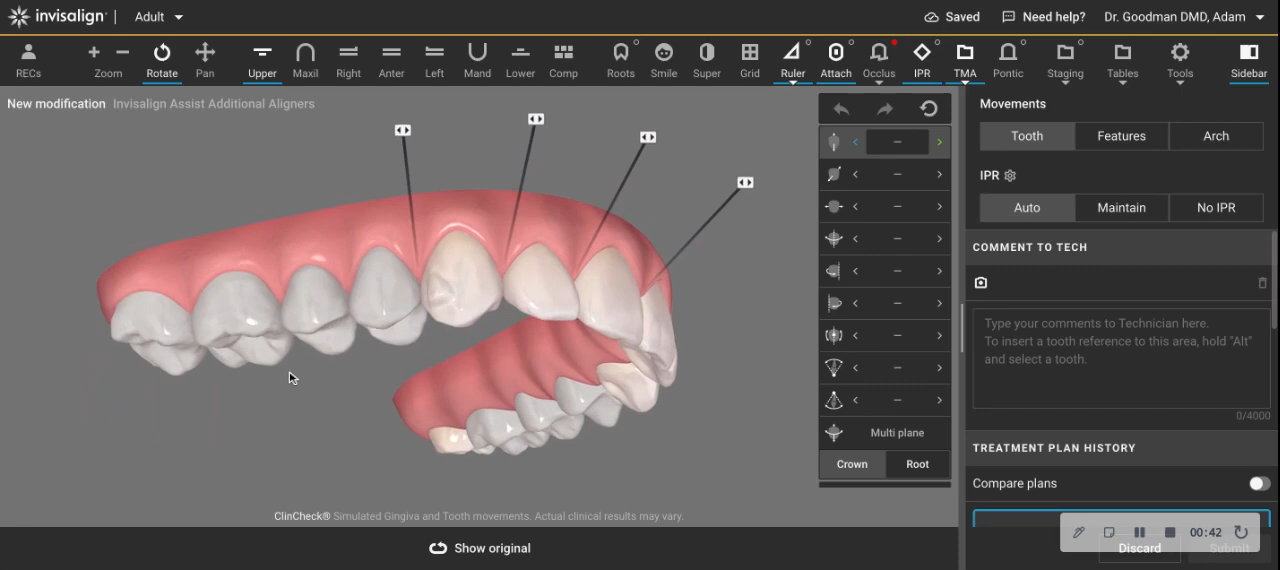 invisalign
Adult
Saved
Need help?
Dr. Goodman DMD, Adam
RECs
Zoom
Rotate
Pan
Upper
Maxil
Right
Anter
Left
Mand
Lower
Comp
Roots
Smile
Super
Grid
Ruler
Attach
Occlus
IPR
TMA
Pontic
Staging
Tables
Tools
Sidebar
New modification Invisalign Assist Additional Aligners
Multi plane
Crown
Root
Movements
Tooth
Features
Arch
IPR
Auto
Maintain
No IPR
COMMENT TO TECH
Type your comments to Technician here.
To insert a tooth reference to this area, hold "Alt"
and select a tooth.
0/4000
TREATMENT PLAN HISTORY
Compare plans
00:42
Discard
Submit
ClinCheck® Simulated Gingiva and Tooth movements. Actual clinical results may vary.
Show original